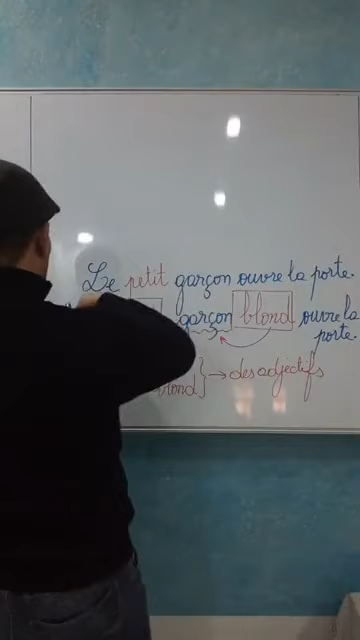 Le petit garçon ouvre la porte.
garçon blond ouvre la
porte.
blond} → des adjectifs